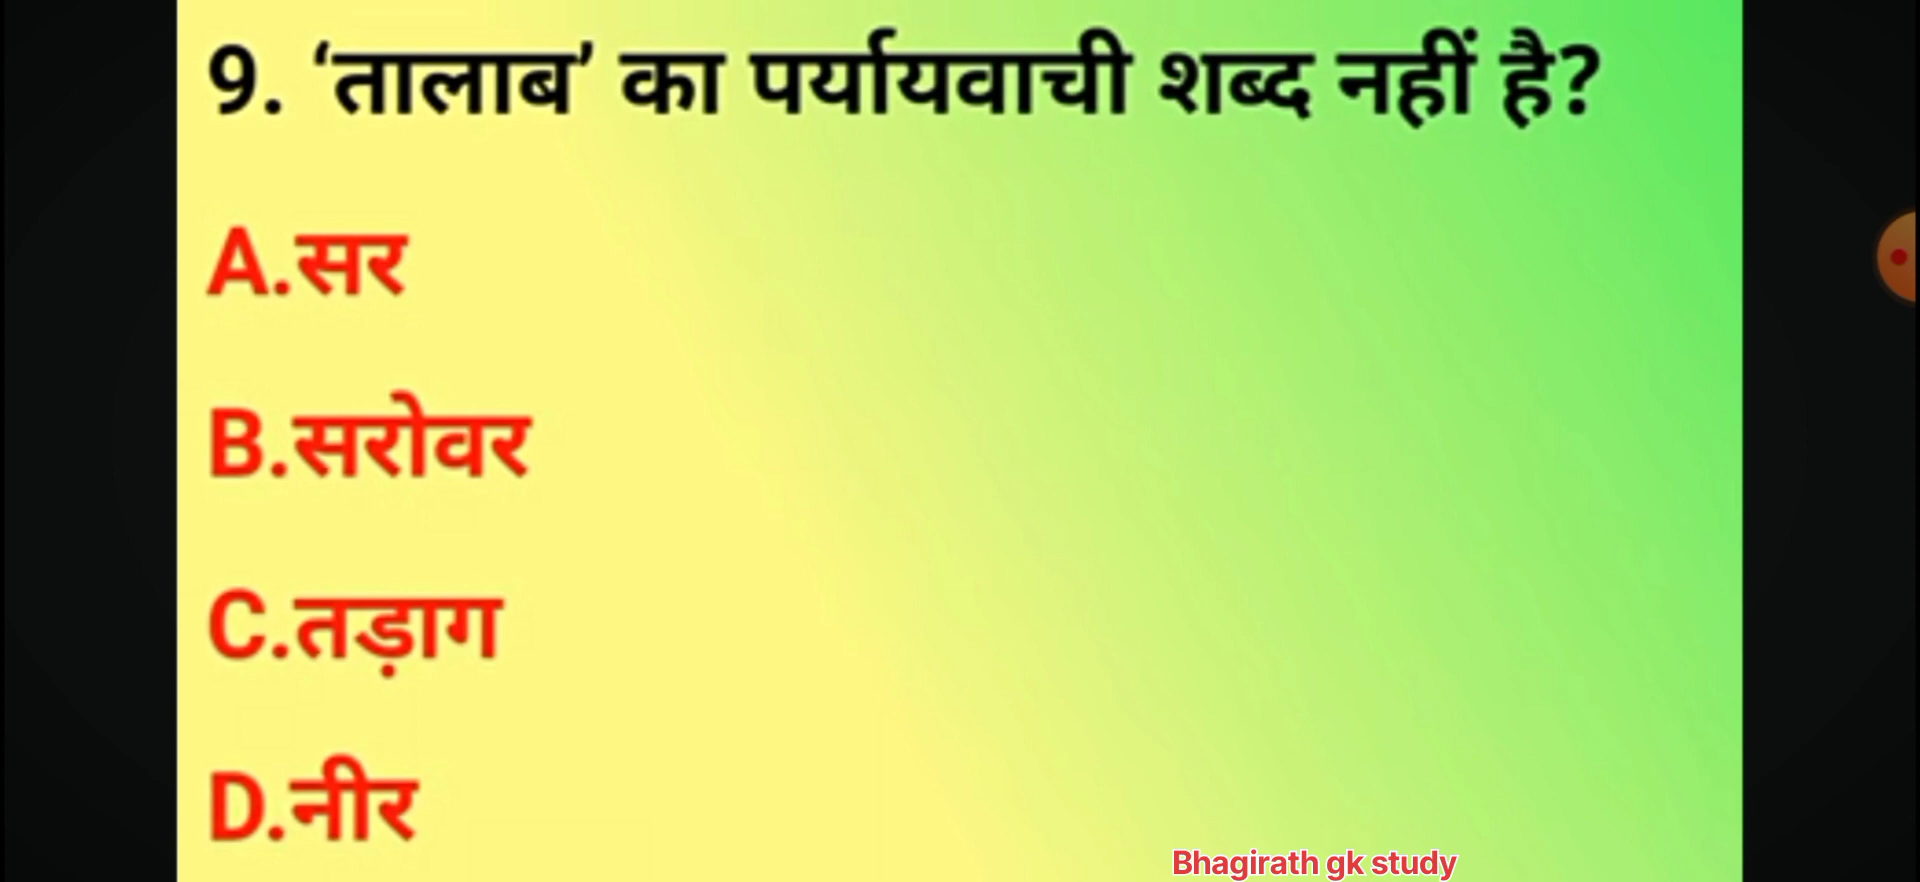 9. ‘तालाब’ का पर्यायवाची शब्द नहीं है?
A.सर
B.सरोवर
C.तड़ाग
D.नीर
Bhagirath gk study